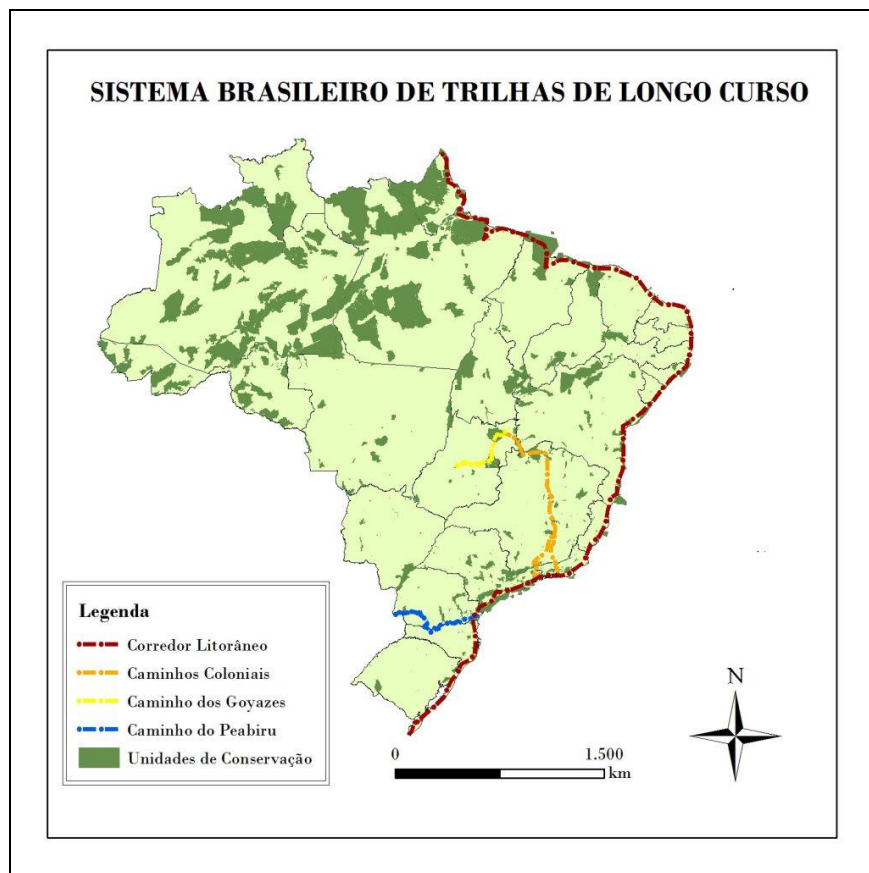 SISTEMA BRASILEIRO DE TRILHAS DE LONGO CURSO
Legenda
Corredor Litorâneo
Caminhos Coloniais
Caminho dos Goyazes
Caminho do Peabiru
Unidades de Conservação
N
0 1.500
km